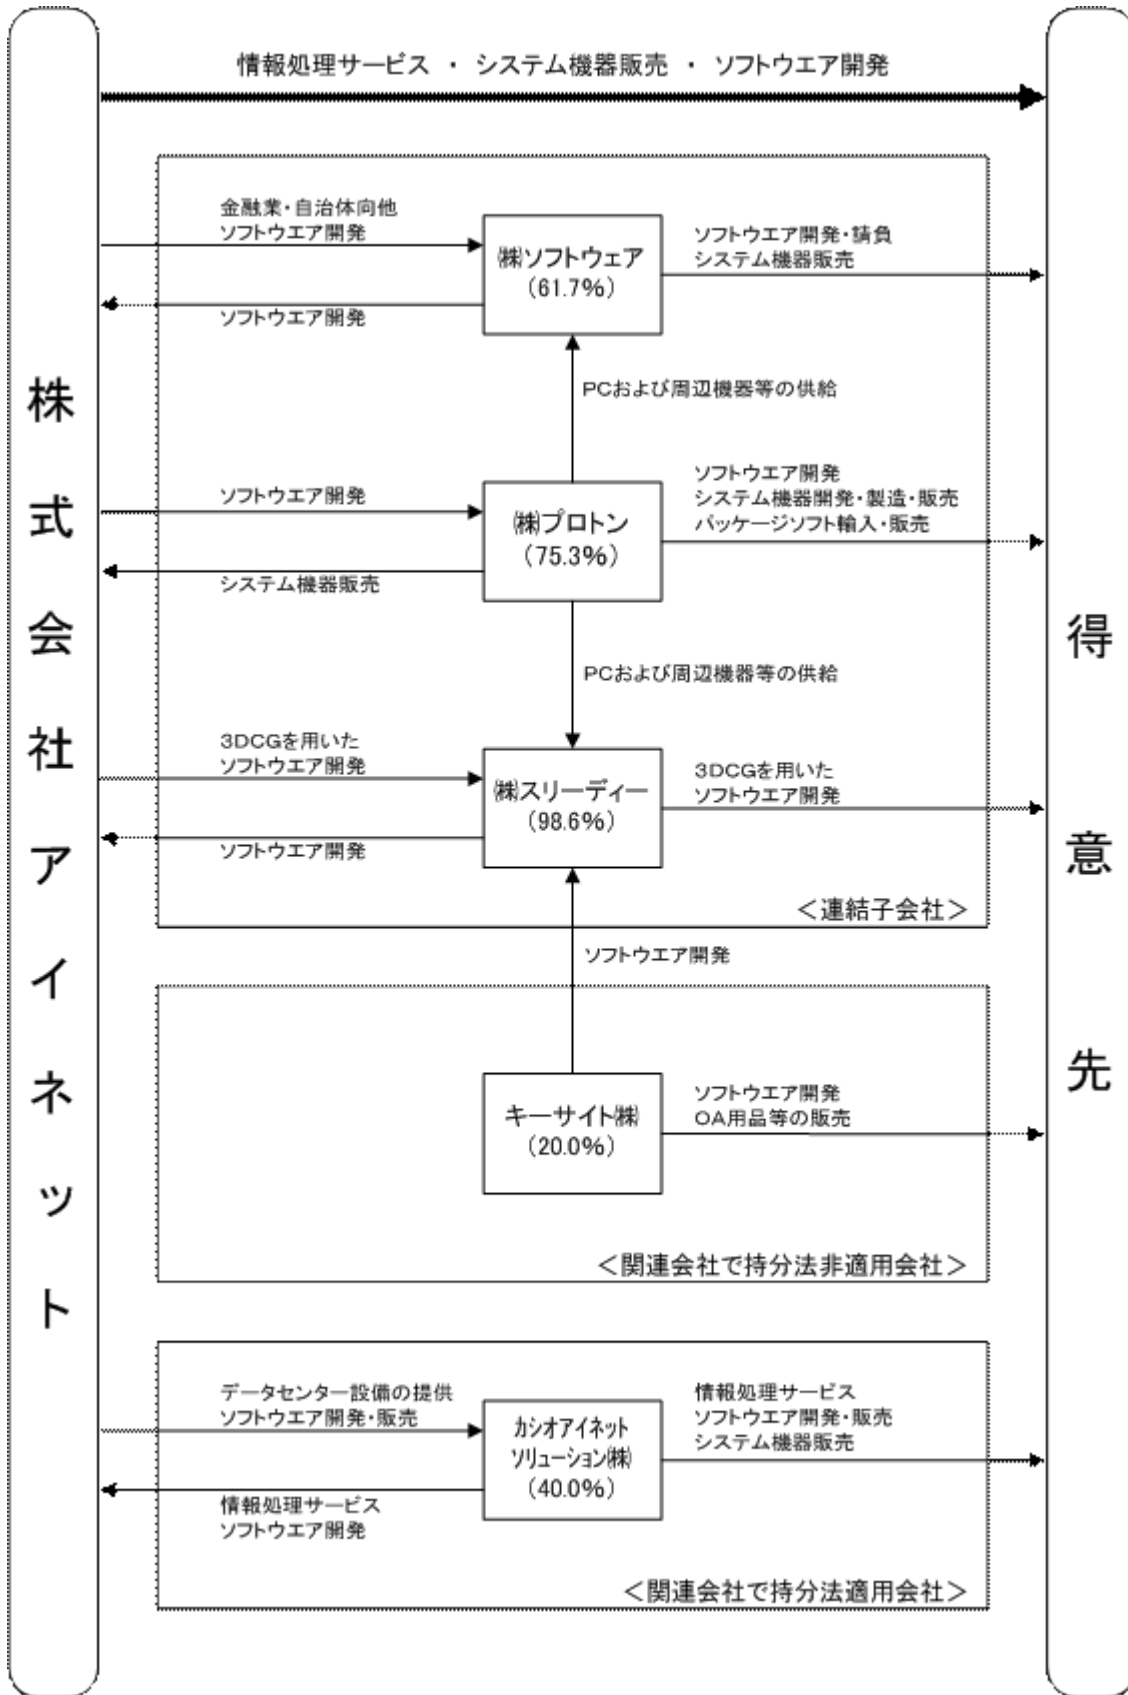 情報処理サービス ・ システム機器販売 ・ ソフトウエア開発
株式会社アイネット
得意先
金融業・自治体向他
ソフトウエア開発
ソフトウエア開発
㈱ソフトウェア
(61.7%)
ソフトウエア開発・請負
システム機器販売
PCおよび周辺機器等の供給
ソフトウエア開発
システム機器販売
㈱プロトン
(75.3%)
ソフトウエア開発
システム機器開発・製造・販売
パッケージソフト輸入・販売
PCおよび周辺機器等の供給
3DCGを用いた
ソフトウエア開発
ソフトウエア開発
㈱スリーディー
(98.6%)
3DCGを用いた
ソフトウエア開発
＜連結子会社＞
ソフトウエア開発
キーサイト㈱
(20.0%)
ソフトウエア開発
OA用品等の販売
＜関連会社で持分法非適用会社＞
データセンター設備の提供
ソフトウエア開発・販売
情報処理サービス
ソフトウエア開発
カシオアイネット
ソリューション㈱
(40.0%)
情報処理サービス
ソフトウエア開発・販売
システム機器販売
＜関連会社で持分法適用会社＞